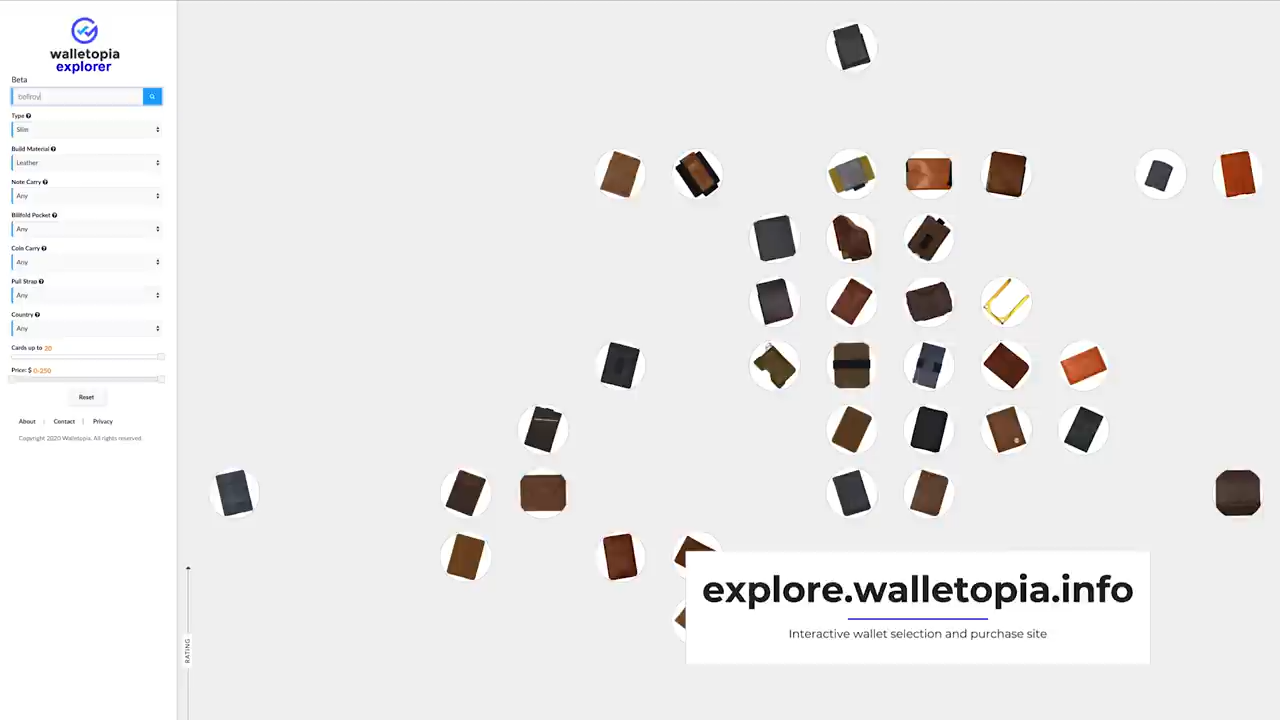 walletopia
explorer
Beta
bellroy
Type
Slim
Build Material
Leather
Note Carry
Any
Billfold Pocket
Any
Coin Carry
Any
Pull Strap
Any
Country
Any
Cards up to 20
Price: $ 0-250
Reset
About | Contact | Privacy
Copyright 2020 Walletopia. All rights reserved.
RATING
explore.walletopia.info
Interactive wallet selection and purchase site